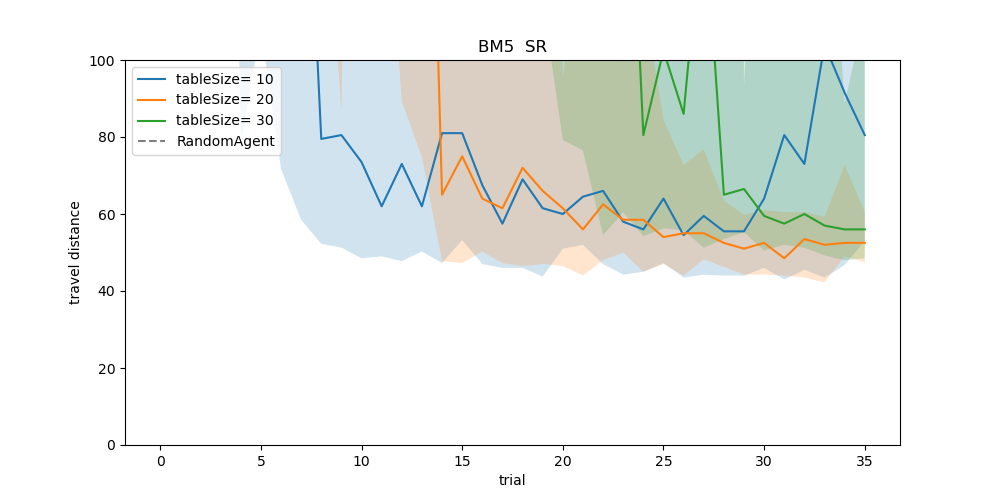 BM5  SR
100
80
60
40
20
0
travel distance
tableSize= 10
tableSize= 20
tableSize= 30
RandomAgent
0 5 10 15 20 25 30 35
trial